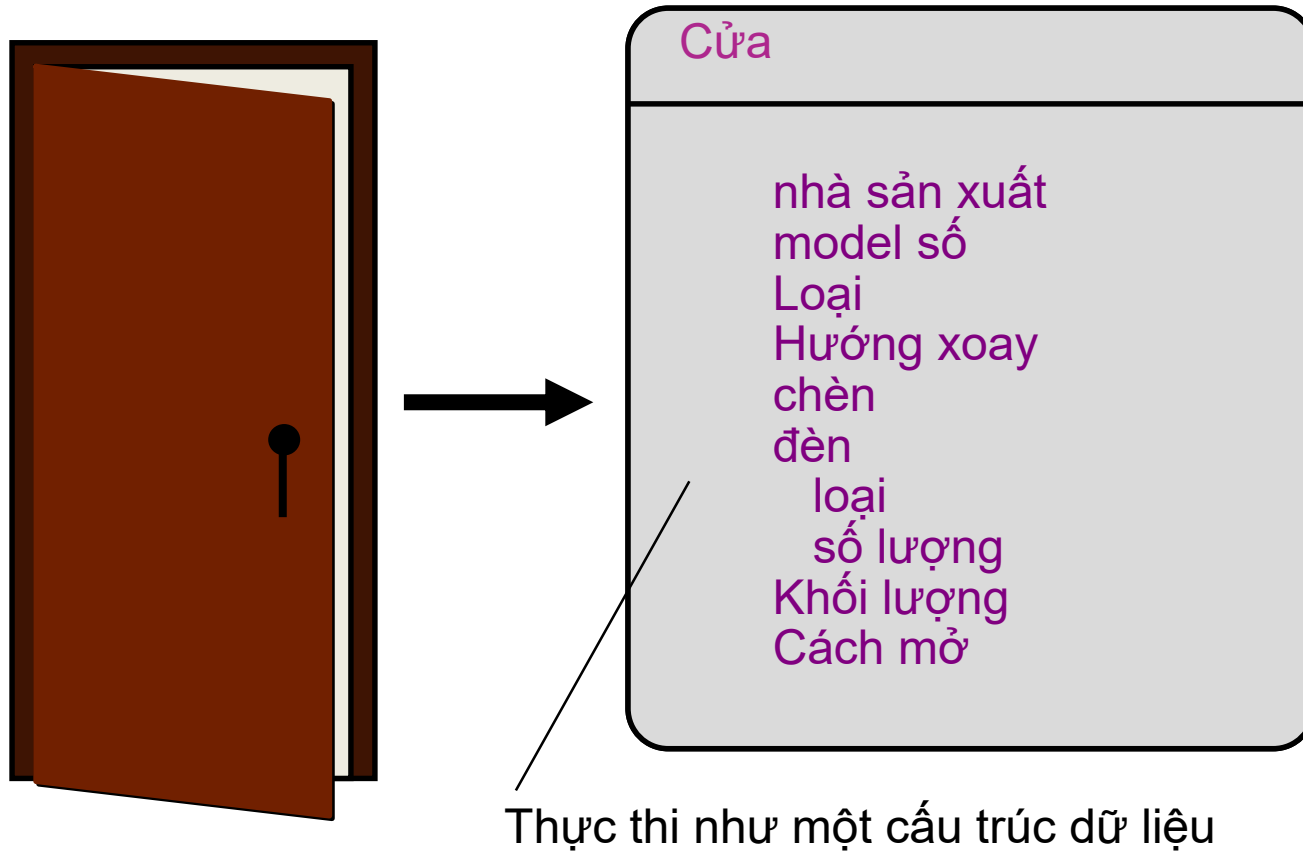 Cửa
nhà sản xuất
model số
Loại
Hướng xoay
chèn
đèn
loại
số lượng
Khối lượng
Cách mở
Thực thi như một cấu trúc dữ liệu